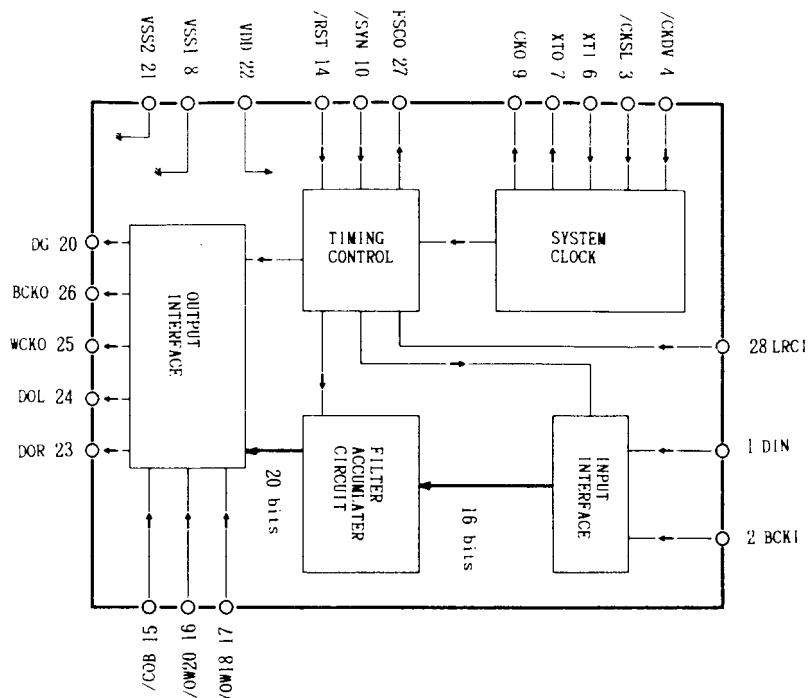 VSS2 21
VSS1 8
VDD 22
/RST 14
/SYN 10
FSCO 27
CKO 9
XTO 7
XTI 6
/CKSL 3
/CKDV 4
TIMING
CONTROL
SYSTEM
CLOCK
OUTPUT
INTERFACE
DG 20
BCKO 26
WCKO 25
DOL 24
DOR 23
28 LRCI
1 DIN
2 BCKI
FILTER
ACCUMLATER
CIRCUIT
INPUT
INTERFACE
20 bits
16 bits
/COB 15
/OW20 16
/OW18 17